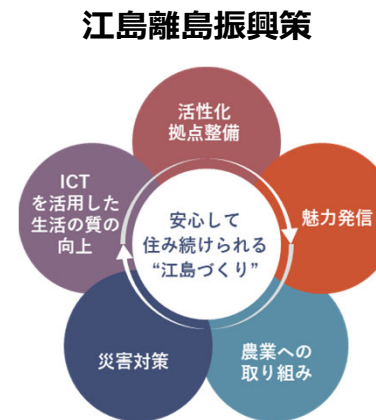 江島離島振興策
活性化
拠点整備
ICT
を活用した
生活の質の
向上
魅力発信
安心して
住み続けられる
“江島づくり”
災害対策
農業への
取り組み